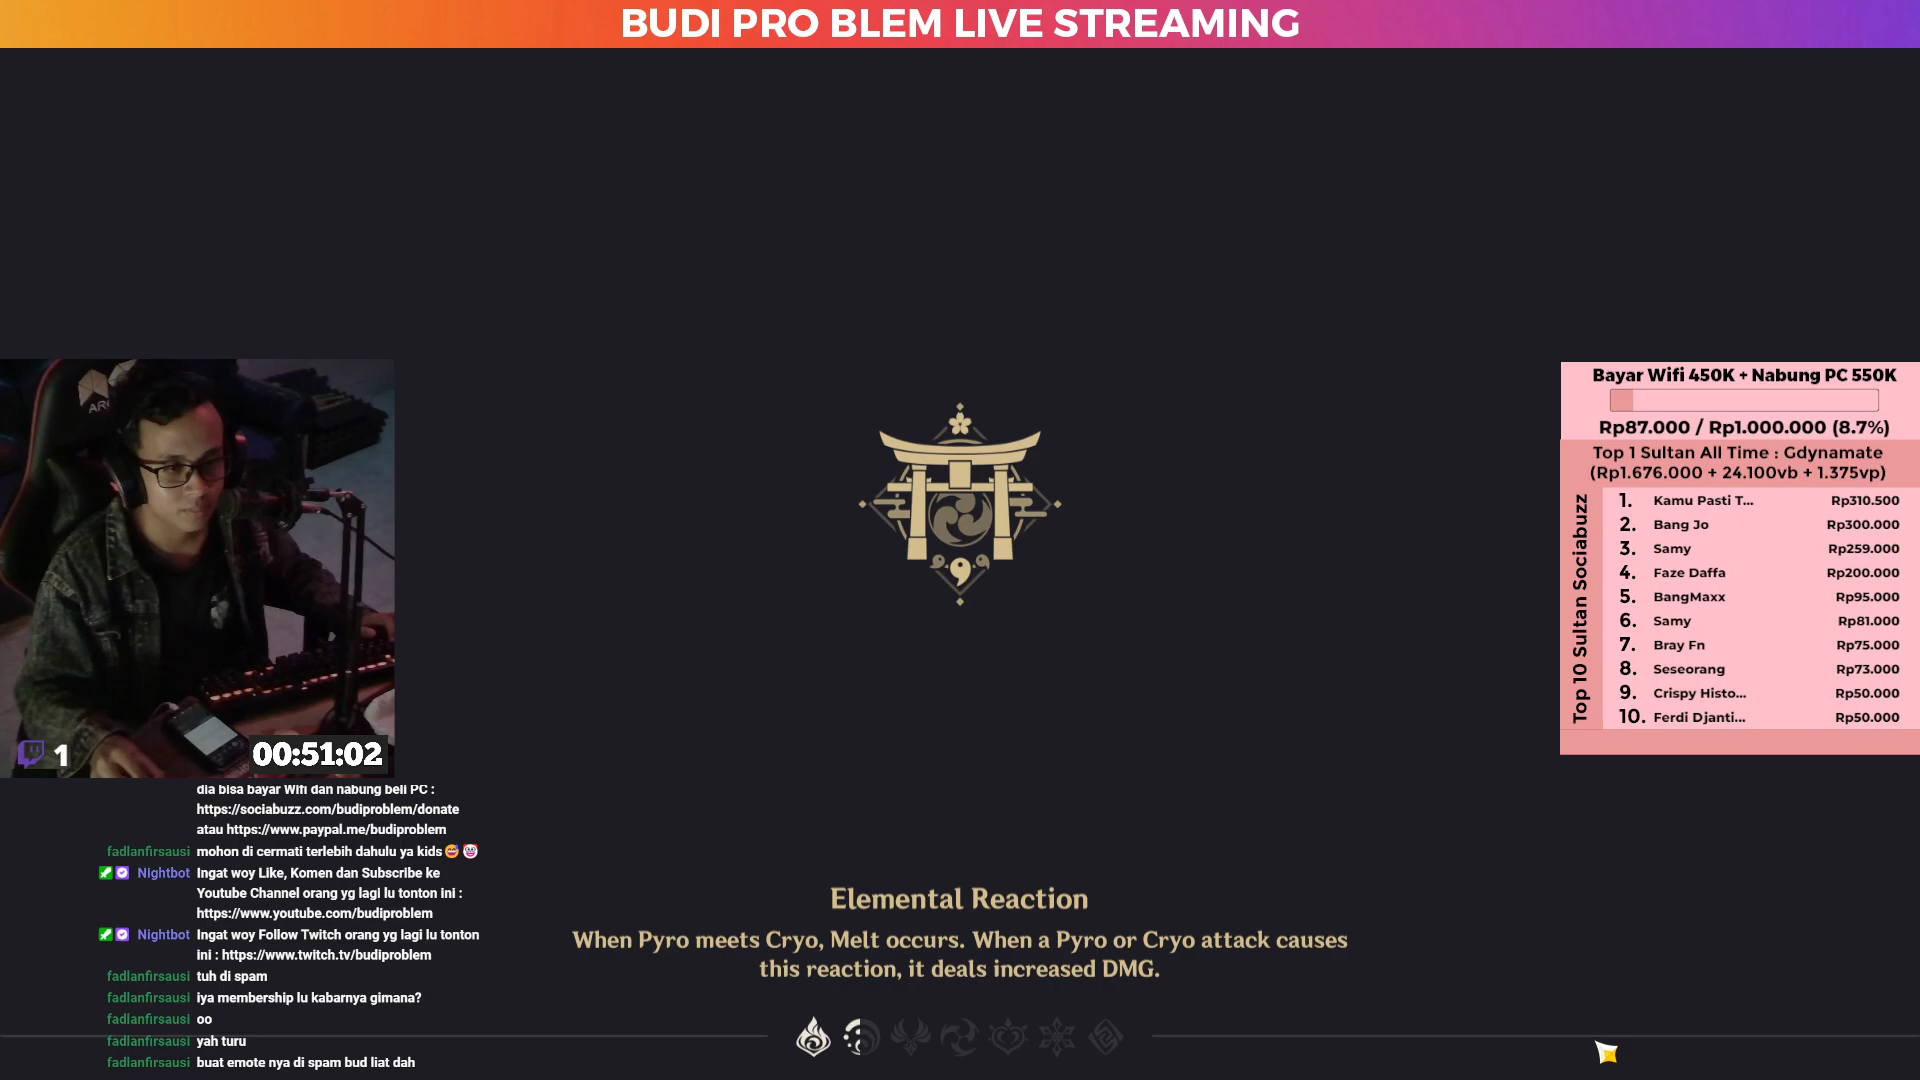 BUDI PRO BLEM LIVE STREAMING
Bayar Wifi 450K + Nabung PC 550K
Rp87.000 / Rp1.000.000 (8.7%)
Top 1 Sultan All Time : Gdynamate
(Rp1.676.000 + 24.100vb + 1.375vp)
Top 10 Sultan Sociabuzz
1. Kamu Pasti T... Rp310.500
2. Bang Jo Rp300.000
3. Samy Rp259.000
4. Faze Daffa Rp200.000
5. BangMaxx Rp95.000
6. Samy Rp81.000
7. Bray Fn Rp75.000
8. Seseorang Rp73.000
9. Crispy Histo... Rp50.000
10. Ferdi Djanti... Rp50.000
1
00:51:02
dia bisa bayar Wifi dan nabung beli PC :
https://sociabuzz.com/budiproblem/donate
atau https://www.paypal.me/budiproblem
fadlanfirsausi mohon di cermati terlebih dahulu ya kids
Nightbot Ingat woy Like, Komen dan Subscribe ke
Youtube Channel orang yg lagi lu tonton ini :
https://www.youtube.com/budiproblem
Nightbot Ingat woy Follow Twitch orang yg lagi lu tonton
ini : https://www.twitch.tv/budiproblem
fadlanfirsausi tuh di spam
fadlanfirsausi iya membership lu kabarnya gimana?
fadlanfirsausi oo
fadlanfirsausi yah turu
fadlanfirsausi buat emote nya di spam bud liat dah
Elemental Reaction
When Pyro meets Cryo, Melt occurs. When a Pyro or Cryo attack causes
this reaction, it deals increased DMG.